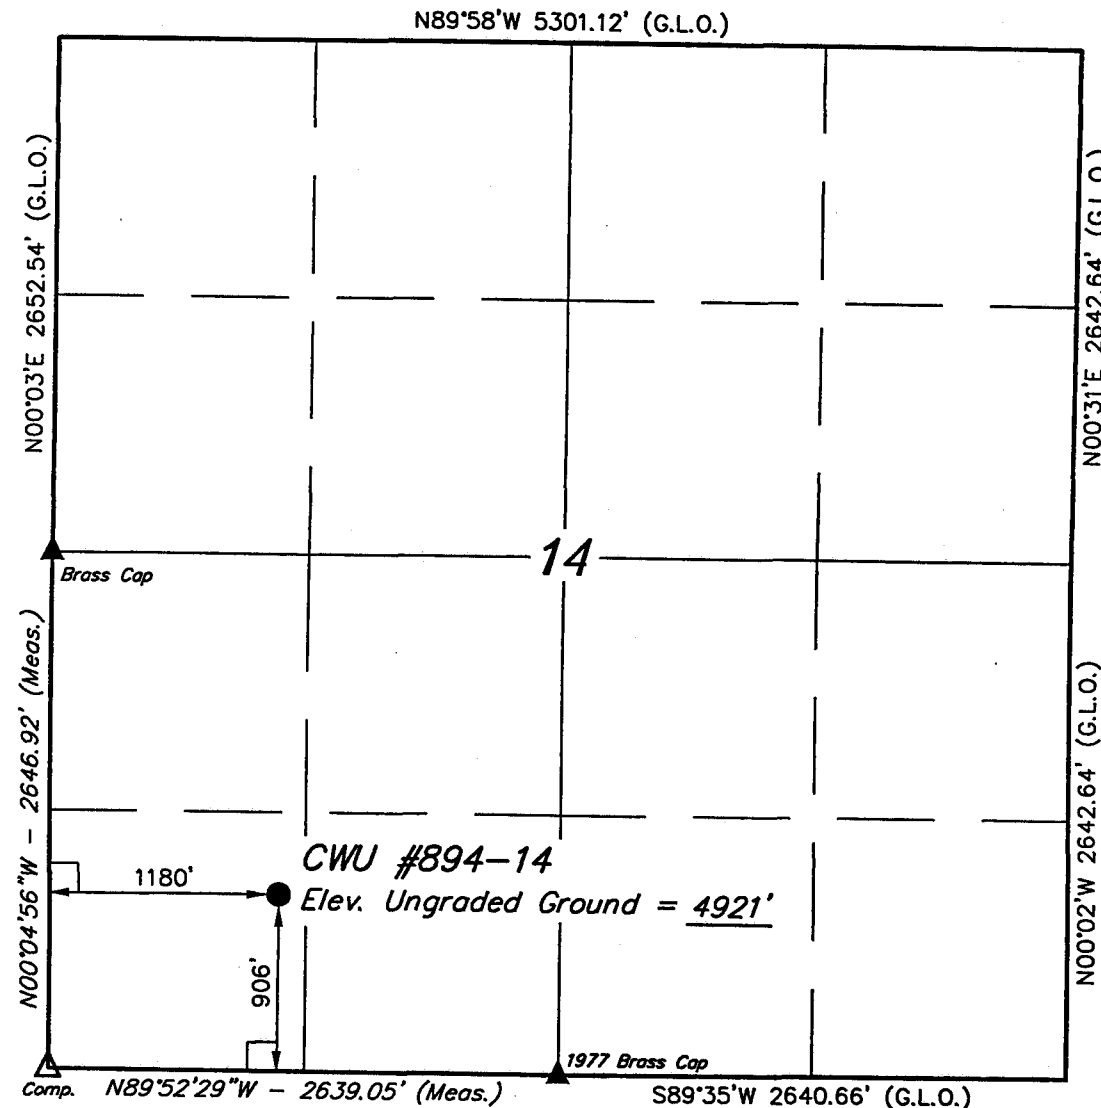 N89°58'W 5301.12' (G.L.O.)
N00°03'E 2652.54' (G.L.O.)
N00°31'E 2642.64' (G.L.O.)
14
Brass Cap
N00°04'56"W - 2646.92' (Meas.)
N00°02'W 2642.64' (G.L.O.)
CWU #894-14
1180'
Elev. Ungraded Ground = 4921'
906'
1977 Brass Cap
Comp.
N89°52'29"W - 2639.05' (Meas.)
S89°35'W 2640.66' (G.L.O.)